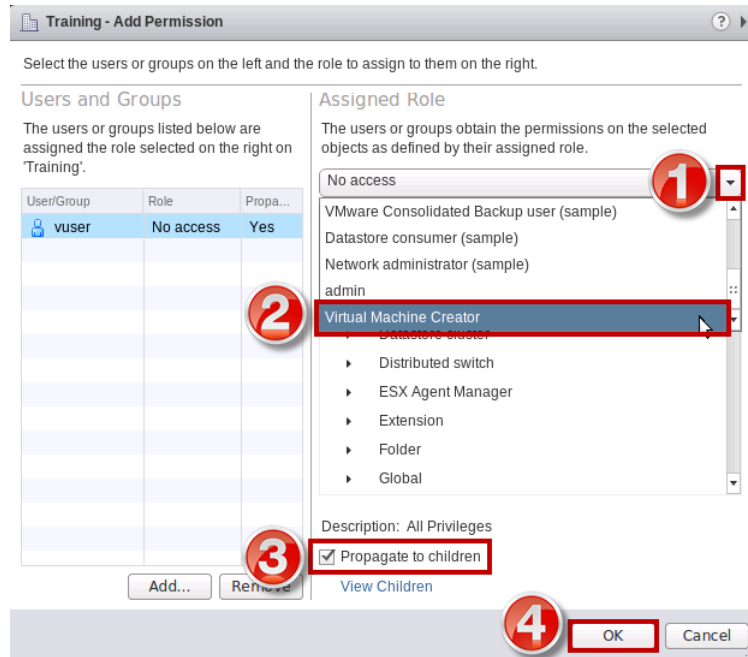 Training - Add Permission
?
Select the users or groups on the left and the role to assign to them on the right.
Users and Groups
The users or groups listed below are
assigned the role selected on the right on
'Training'.
User/Group Role Propa...
vuser No access Yes
Add... Remove
Assigned Role
The users or groups obtain the permissions on the selected
objects as defined by their assigned role.
No access
1
VMware Consolidated Backup user (sample)
Datastore consumer (sample)
Network administrator (sample)
admin
2
Virtual Machine Creator
Datastore cluster
Distributed switch
ESX Agent Manager
Extension
Folder
Global
Description: All Privileges
3
Propagate to children
View Children
4
OK Cancel